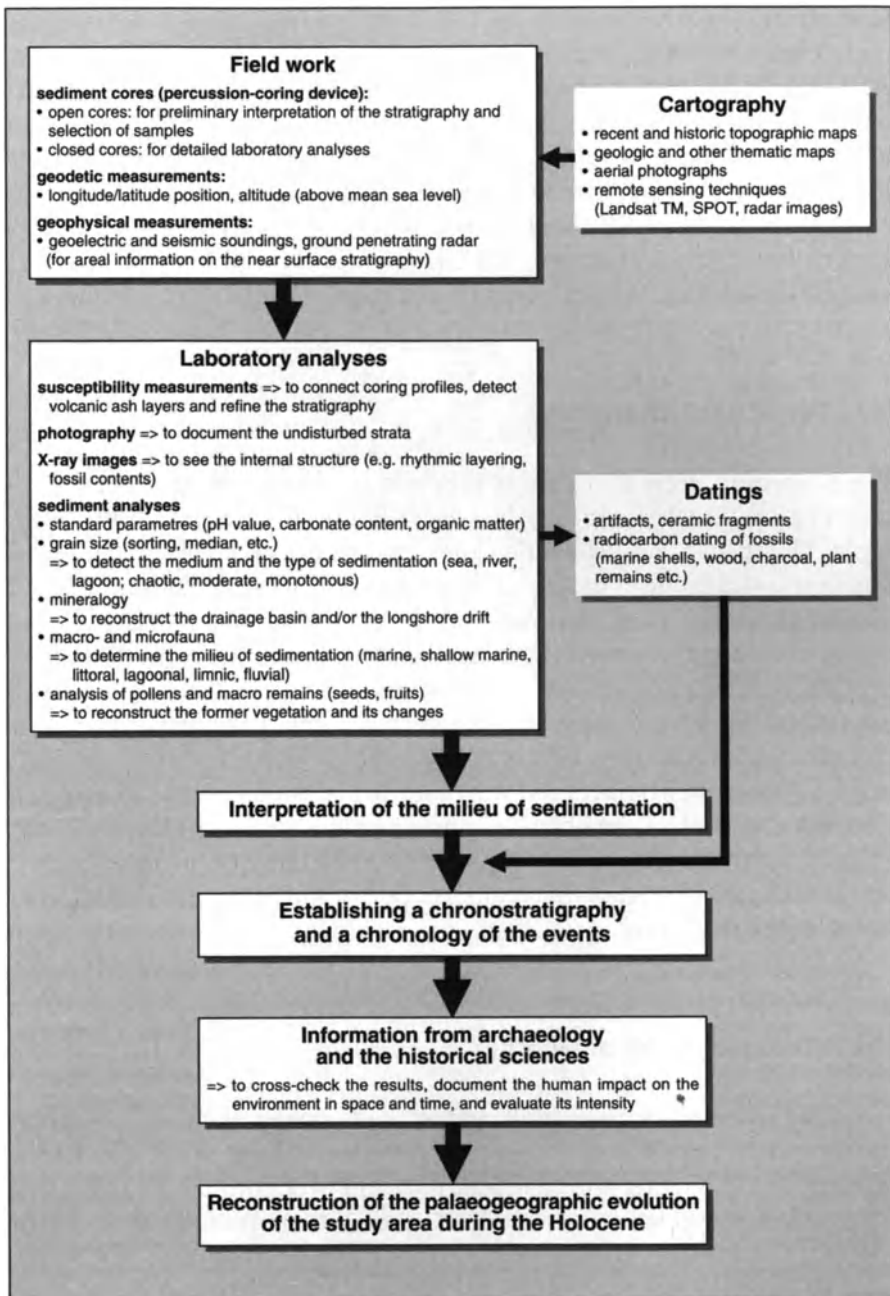 Field work
sediment cores (percussion-coring device):
• open cores: for preliminary interpretation of the stratigraphy and
selection of samples
• closed cores: for detailed laboratory analyses
geodetic measurements:
• longitude/latitude position, altitude (above mean sea level)
geophysical measurements:
• geoelectric and seismic soundings, ground penetrating radar
(for areal information on the near surface stratigraphy)
Cartography
• recent and historic topographic maps
• geologic and other thematic maps
• aerial photographs
• remote sensing techniques
(Landsat TM, SPOT, radar images)
Laboratory analyses
susceptibility measurements => to connect coring profiles, detect
volcanic ash layers and refine the stratigraphy
photography => to document the undisturbed strata
X-ray images => to see the internal structure (e.g. rhythmic layering,
fossil contents)
sediment analyses
• standard parametres (pH value, carbonate content, organic matter)
• grain size (sorting, median, etc.)
=> to detect the medium and the type of sedimentation (sea, river,
lagoon; chaotic, moderate, monotonous)
• mineralogy
=> to reconstruct the drainage basin and/or the longshore drift
• macro- and microfauna
=> to determine the milieu of sedimentation (marine, shallow marine,
littoral, lagoonal, limnic, fluvial)
• analysis of pollens and macro remains (seeds, fruits)
=> to reconstruct the former vegetation and its changes
Datings
• artifacts, ceramic fragments
• radiocarbon dating of fossils
(marine shells, wood, charcoal, plant
remains etc.)
Interpretation of the milieu of sedimentation
Establishing a chronostratigraphy
and a chronology of the events
Information from archaeology
and the historical sciences
=> to cross-check the results, document the human impact on the
environment in space and time, and evaluate its intensity
Reconstruction of the palaeogeographic evolution
of the study area during the Holocene